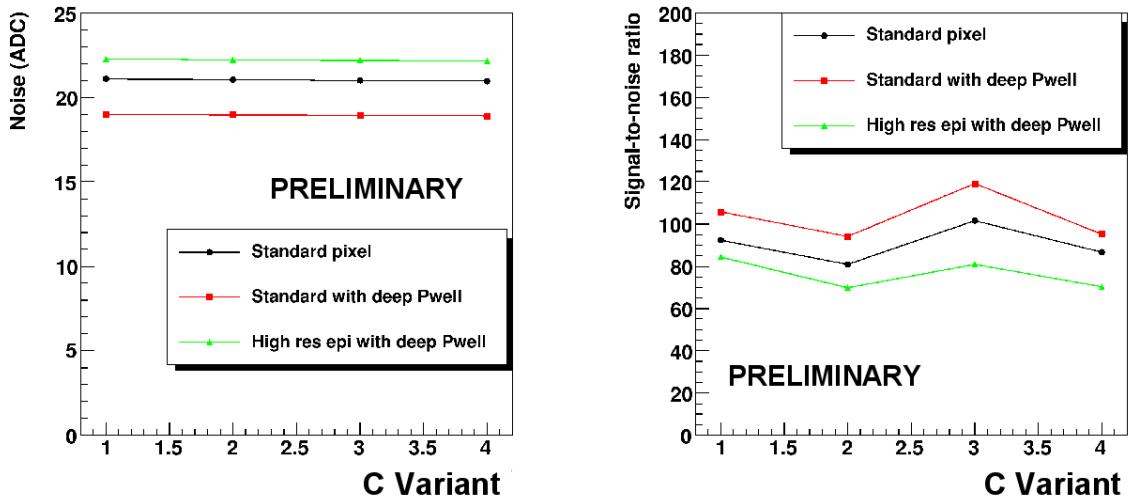 Noise (ADC)
25
20
15
10
5
0
PRELIMINARY
Standard pixel
Standard with deep Pwell
High res epi with deep Pwell
1 1.5 2 2.5 3 3.5 4
C Variant
Signal-to-noise ratio
200
180
160
140
120
100
80
60
40
20
0
Standard pixel
Standard with deep Pwell
High res epi with deep Pwell
PRELIMINARY
1 1.5 2 2.5 3 3.5 4
C Variant